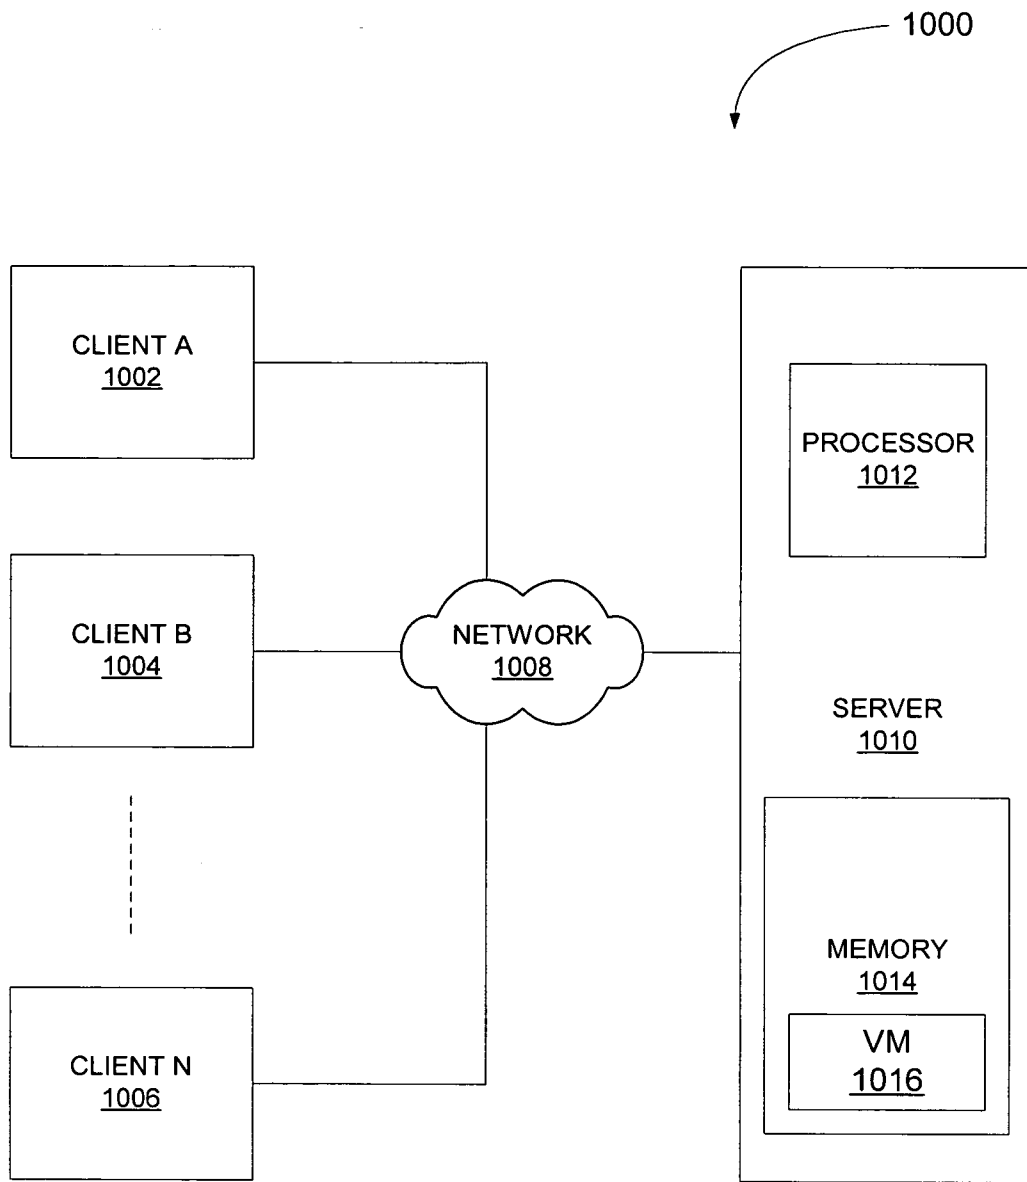 1000
CLIENT A
1002
CLIENT B
1004
CLIENT N
1006
NETWORK
1008
PROCESSOR
1012
SERVER
1010
MEMORY
1014
VM
1016